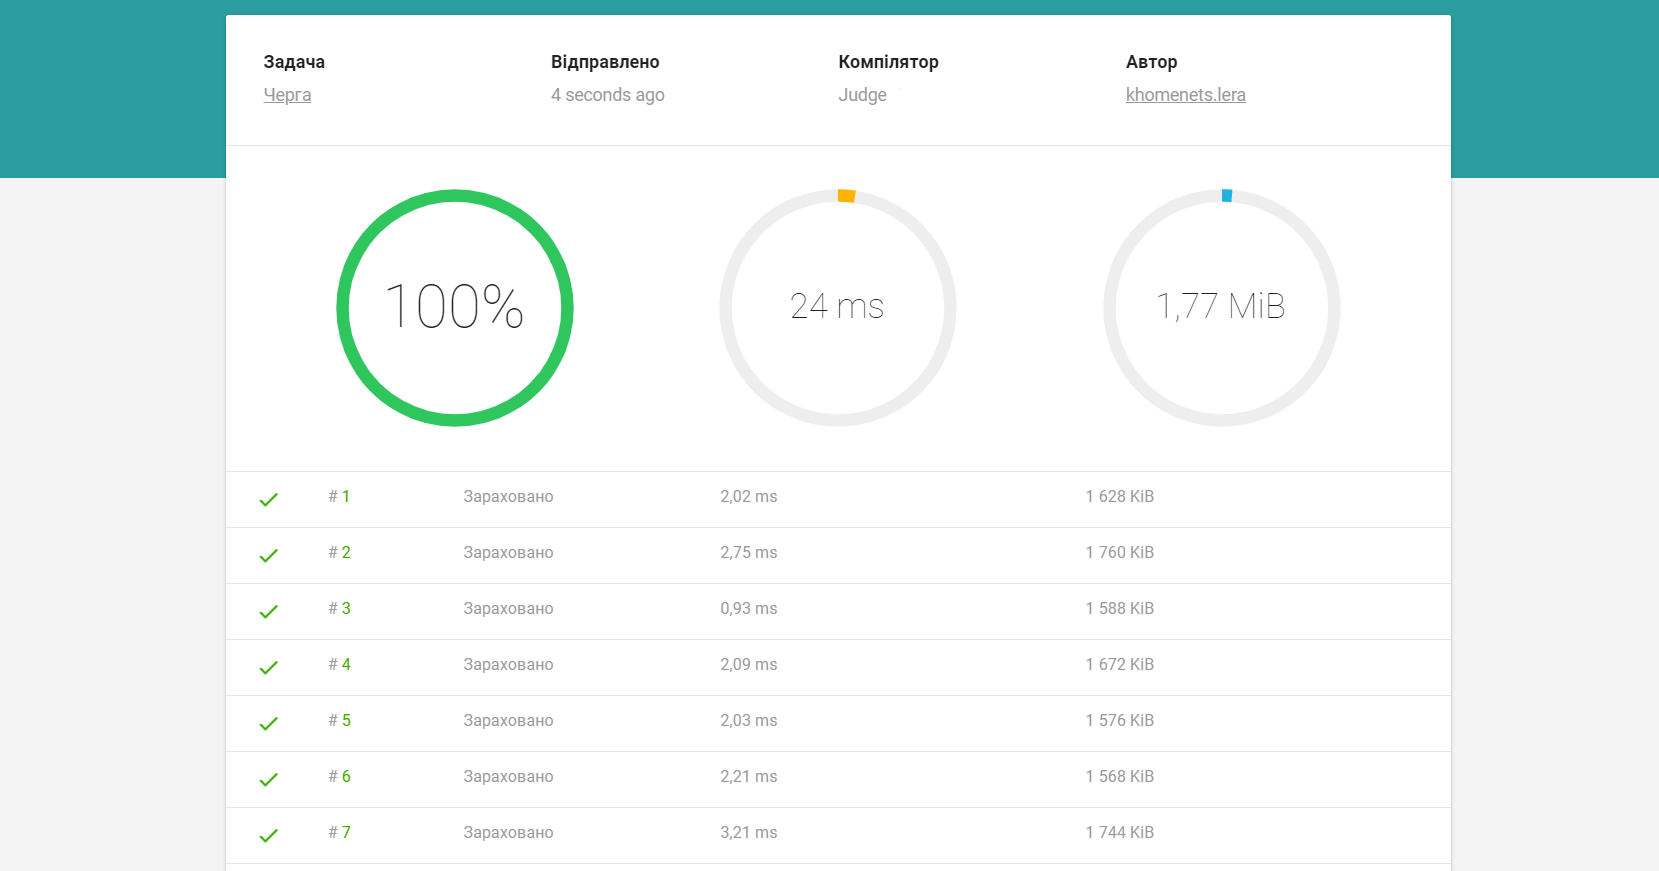 Задача Відправлено Компілятор Автор
Черга 4 seconds ago Judge khomenets.lera
100% 24 ms 1,77 MiB
# 1 Зараховано 2,02 ms 1 628 KiB
# 2 Зараховано 2,75 ms 1 760 KiB
# 3 Зараховано 0,93 ms 1 588 KiB
# 4 Зараховано 2,09 ms 1 672 KiB
# 5 Зараховано 2,03 ms 1 576 KiB
# 6 Зараховано 2,21 ms 1 568 KiB
# 7 Зараховано 3,21 ms 1 744 KiB